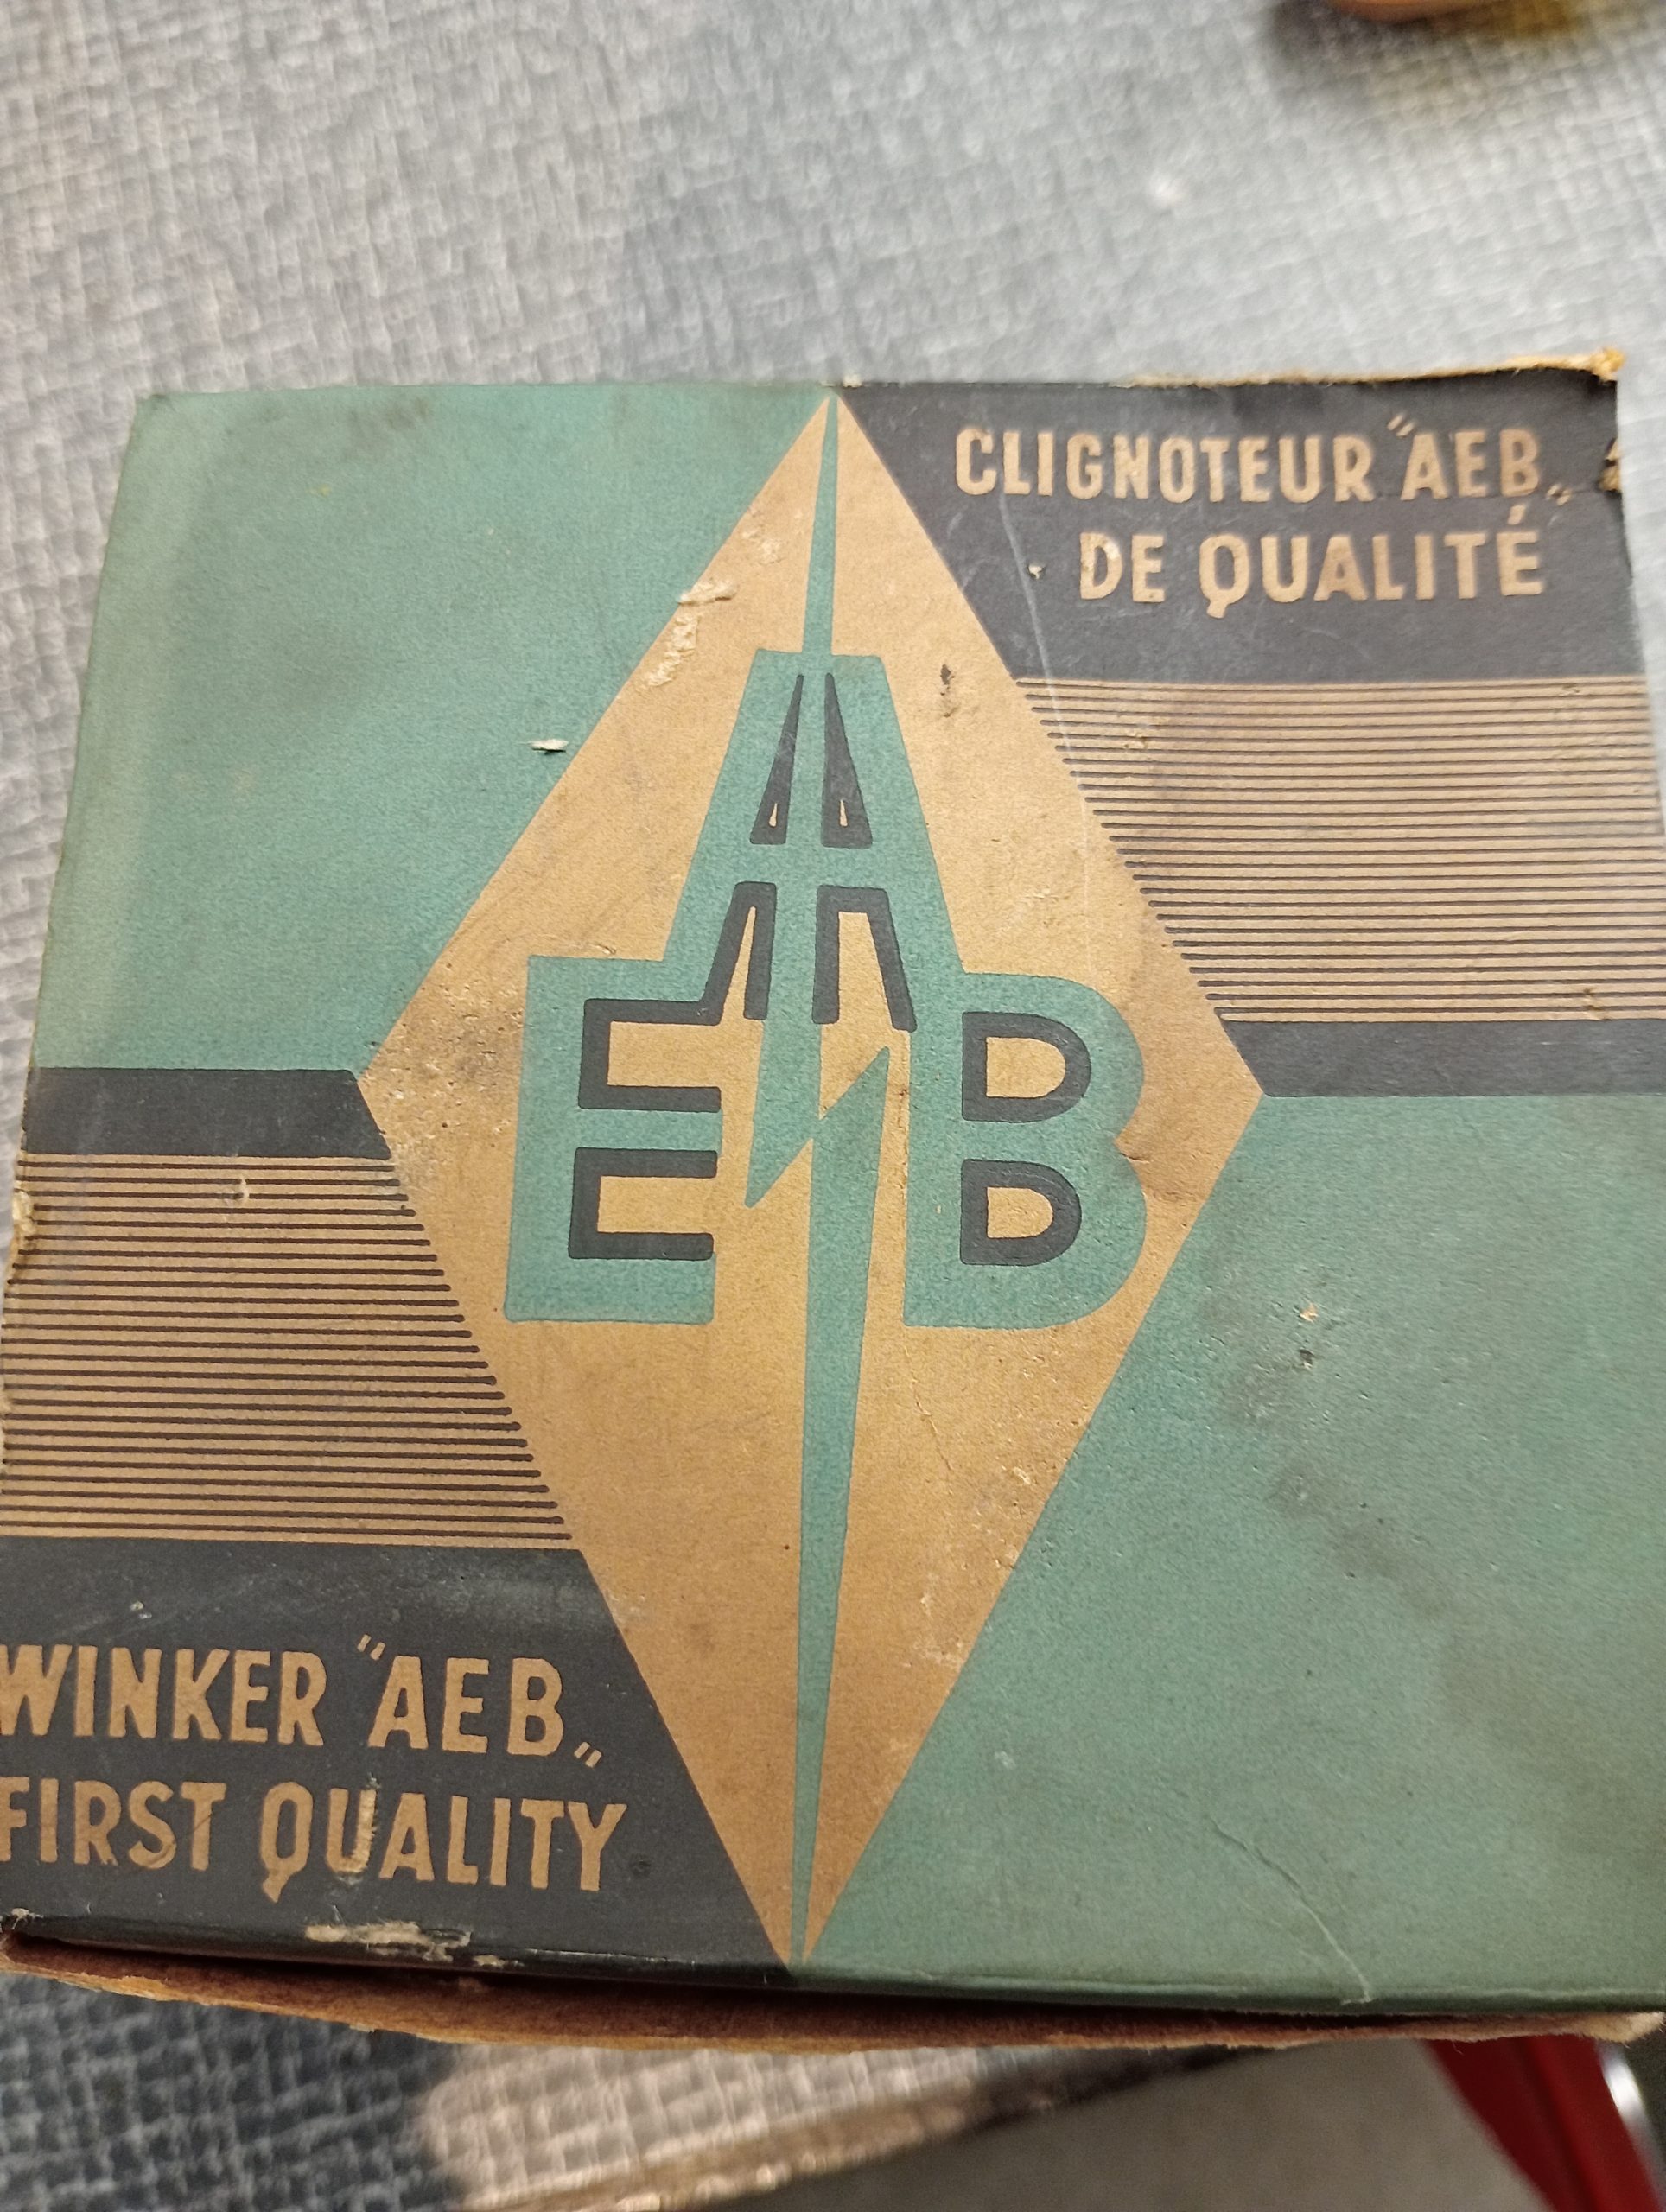 CLIGNOTEUR "AEB„
DE QUALITÉ
AEB
WINKER "AEB„
FIRST QUALITY